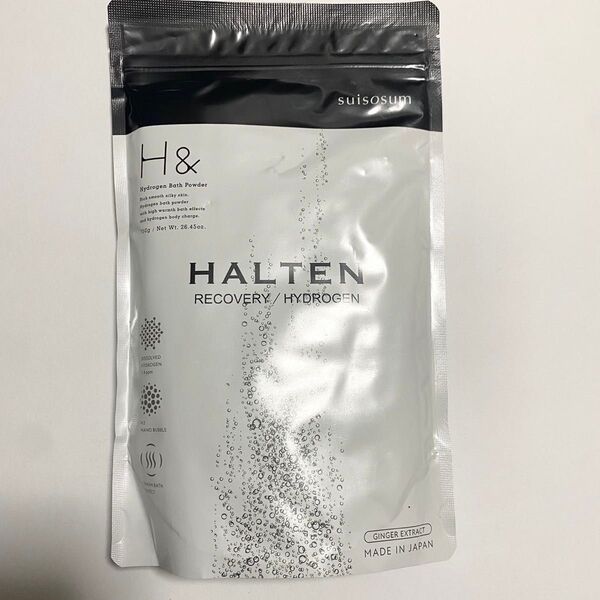 suisosum
H&
Hydrogen Bath Powder
Rich smooth silky skin.
Hydrogen bath powder
with high warmth bath effects
and hydrogen body charge.
/ Net Wt. 26.45oz.
HALTEN
RECOVERY / HYDROGEN
GINGER EXTRACT
MADE IN JAPAN